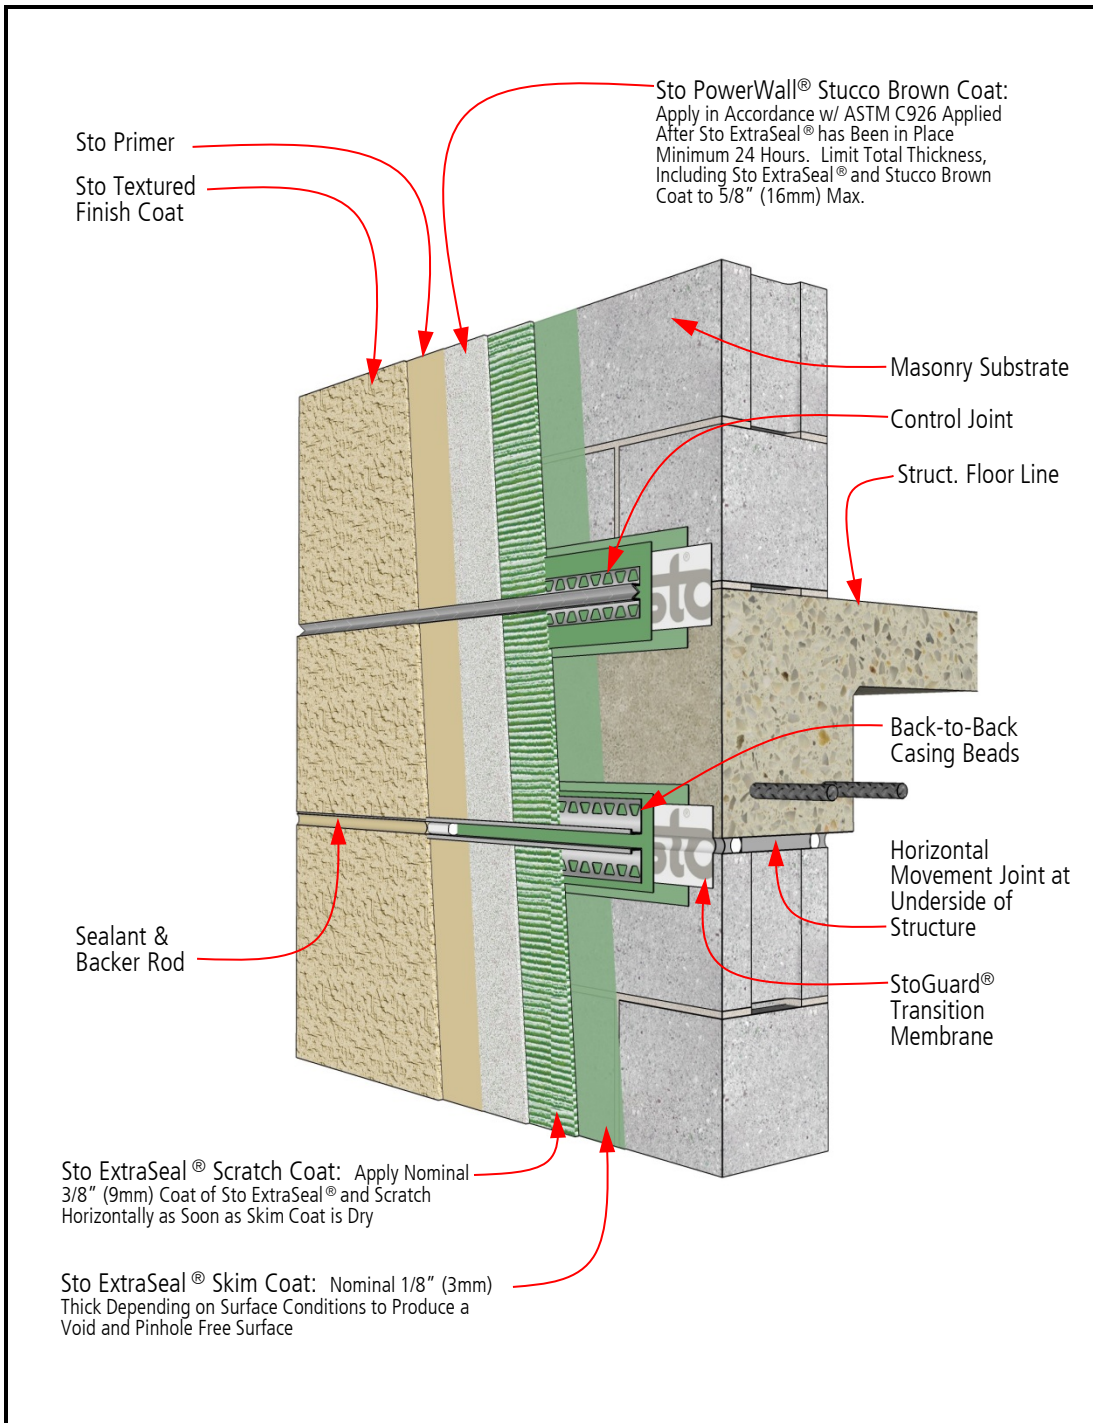 Sto PowerWall® Stucco Brown Coat:
Apply in Accordance w/ ASTM C926 Applied
After Sto ExtraSeal® has Been in Place
Minimum 24 Hours. Limit Total Thickness,
Including Sto ExtraSeal® and Stucco Brown
Coat to 5/8” (16mm) Max.
Sto Primer
Sto Textured
Finish Coat
Masonry Substrate
Control Joint
Struct. Floor Line
sto®
Back-to-Back
Casing Beads
sto
Horizontal
Movement Joint at
Underside of
Structure
Sealant &
Backer Rod
StoGuard®
Transition
Membrane
Sto ExtraSeal® Scratch Coat: Apply Nominal
3/8” (9mm) Coat of Sto ExtraSeal® and Scratch
Horizontally as Soon as Skim Coat is Dry
Sto ExtraSeal® Skim Coat: Nominal 1/8” (3mm)
Thick Depending on Surface Conditions to Produce a
Void and Pinhole Free Surface